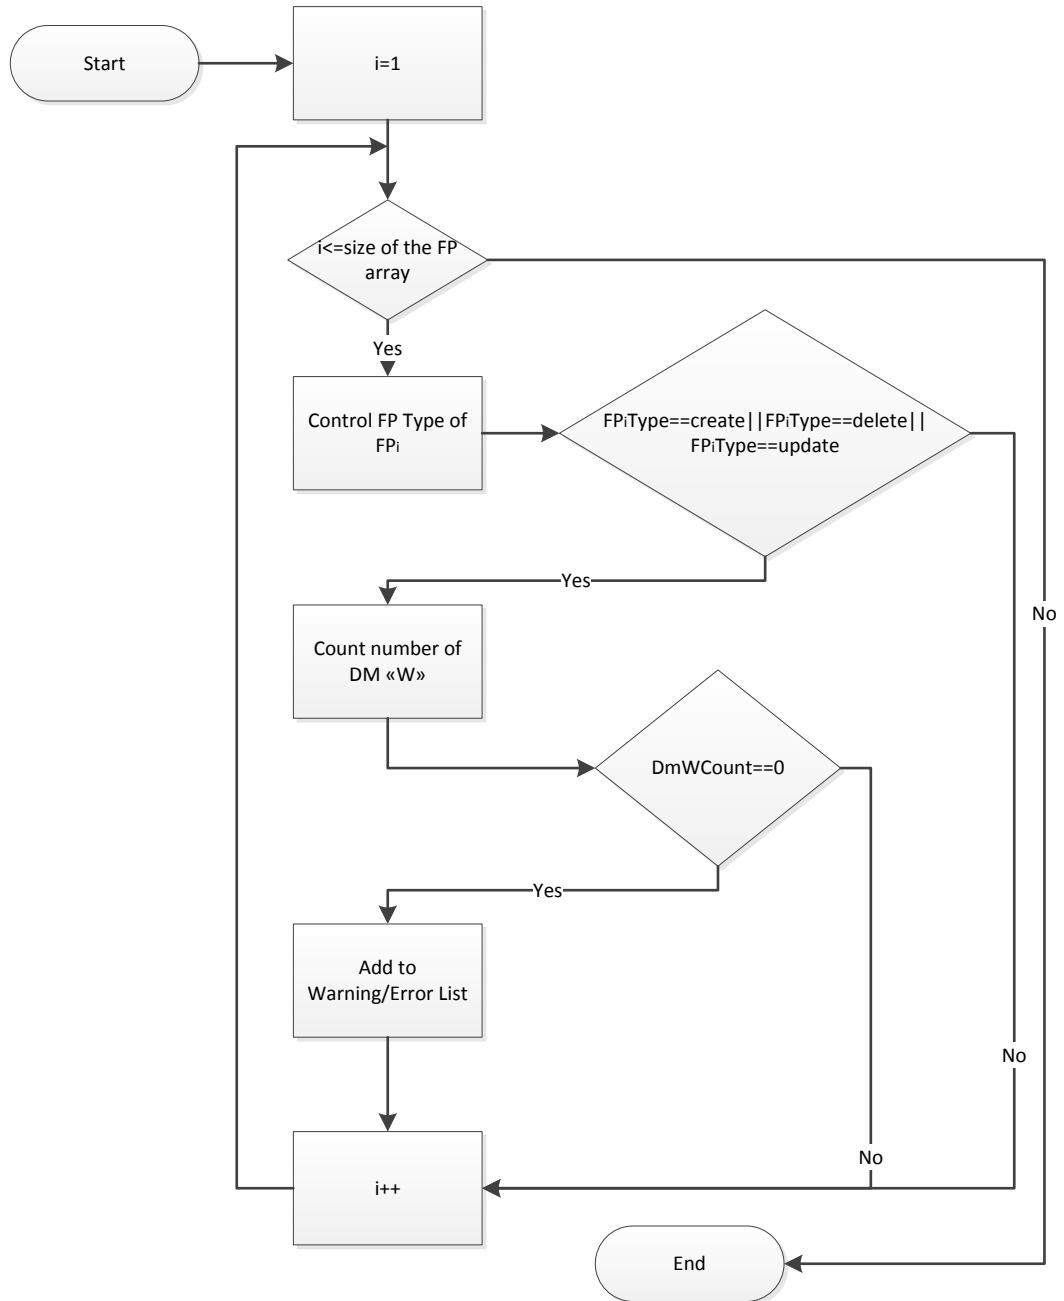 Start
i=1
i<=size of the FP
array
Yes
Control FP Type of
FPi
FPiType==create||FPiType==delete||
FPiType==update
Yes
No
Count number of
DM «W»
DmWCount==0
Yes
Add to
Warning/Error List
No
No
i++
End